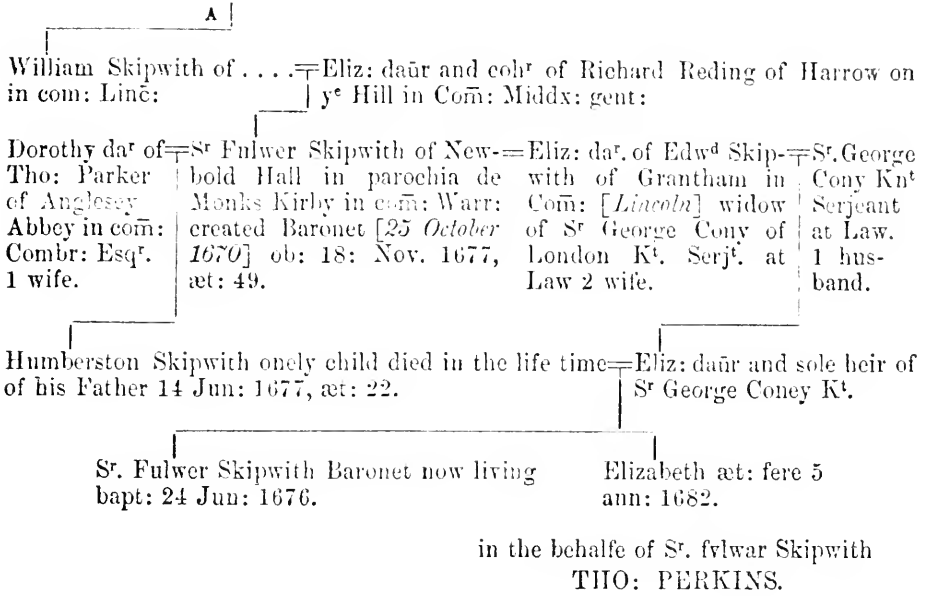 A
William Skipwith of . . . . Eliz: daūr and cohʳ of Richard Reding of Harrow on
in com: Linc̄: yᵉ Hill in Com̄: Middx: gent:
Dorothy daʳ of Sʳ Fulwer Skipwith of New- Eliz: daʳ. of Edwᵈ Skip- Sʳ. George
Tho: Parker bold Hall in parochia de with of Grantham in Cony Knᵗ
of Anglesey Monks Kirby in com̄: Warr: Com: [Lincoln] widow Serjeant
Abbey in com̄: created Baronet [25 October of Sʳ George Cony of at Law.
Combr: Esqʳ. 1670] ob: 18: Nov. 1677, London Kᵗ. Serjᵗ. at 1 hus-
1 wife. æt: 49. Law 2 wife. band.
Humberston Skipwith onely child died in the life time Eliz: daūr and sole heir of
of his Father 14 Jun: 1677, æt: 22. Sʳ George Coney Kᵗ.
Sʳ. Fulwer Skipwith Baronet now living Elizabeth æt: fere 5
bapt: 24 Jun: 1676. ann: 1682.
in the behalfe of Sʳ. fvlwar Skipwith
THO: PERKINS.